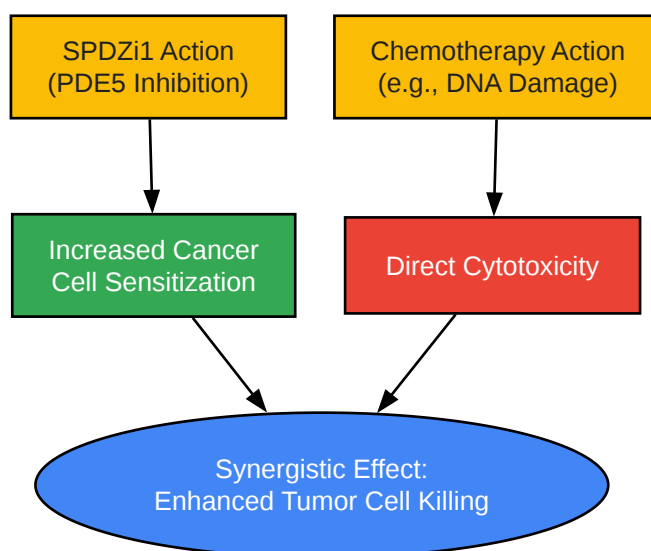 SPDZi1 Action
(PDE5 Inhibition)
Chemotherapy Action
(e.g., DNA Damage)
Increased Cancer
Cell Sensitization
Direct Cytotoxicity
Synergistic Effect:
Enhanced Tumor Cell Killing